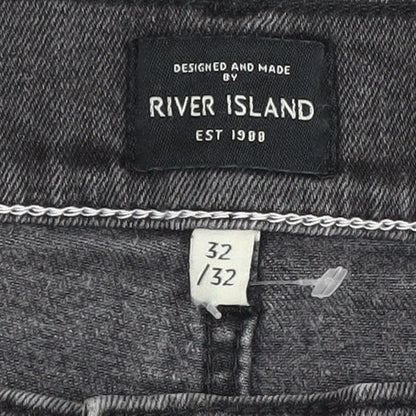 DESIGNED AND MADE
BY
RIVER ISLAND
EST 1988
32
/32